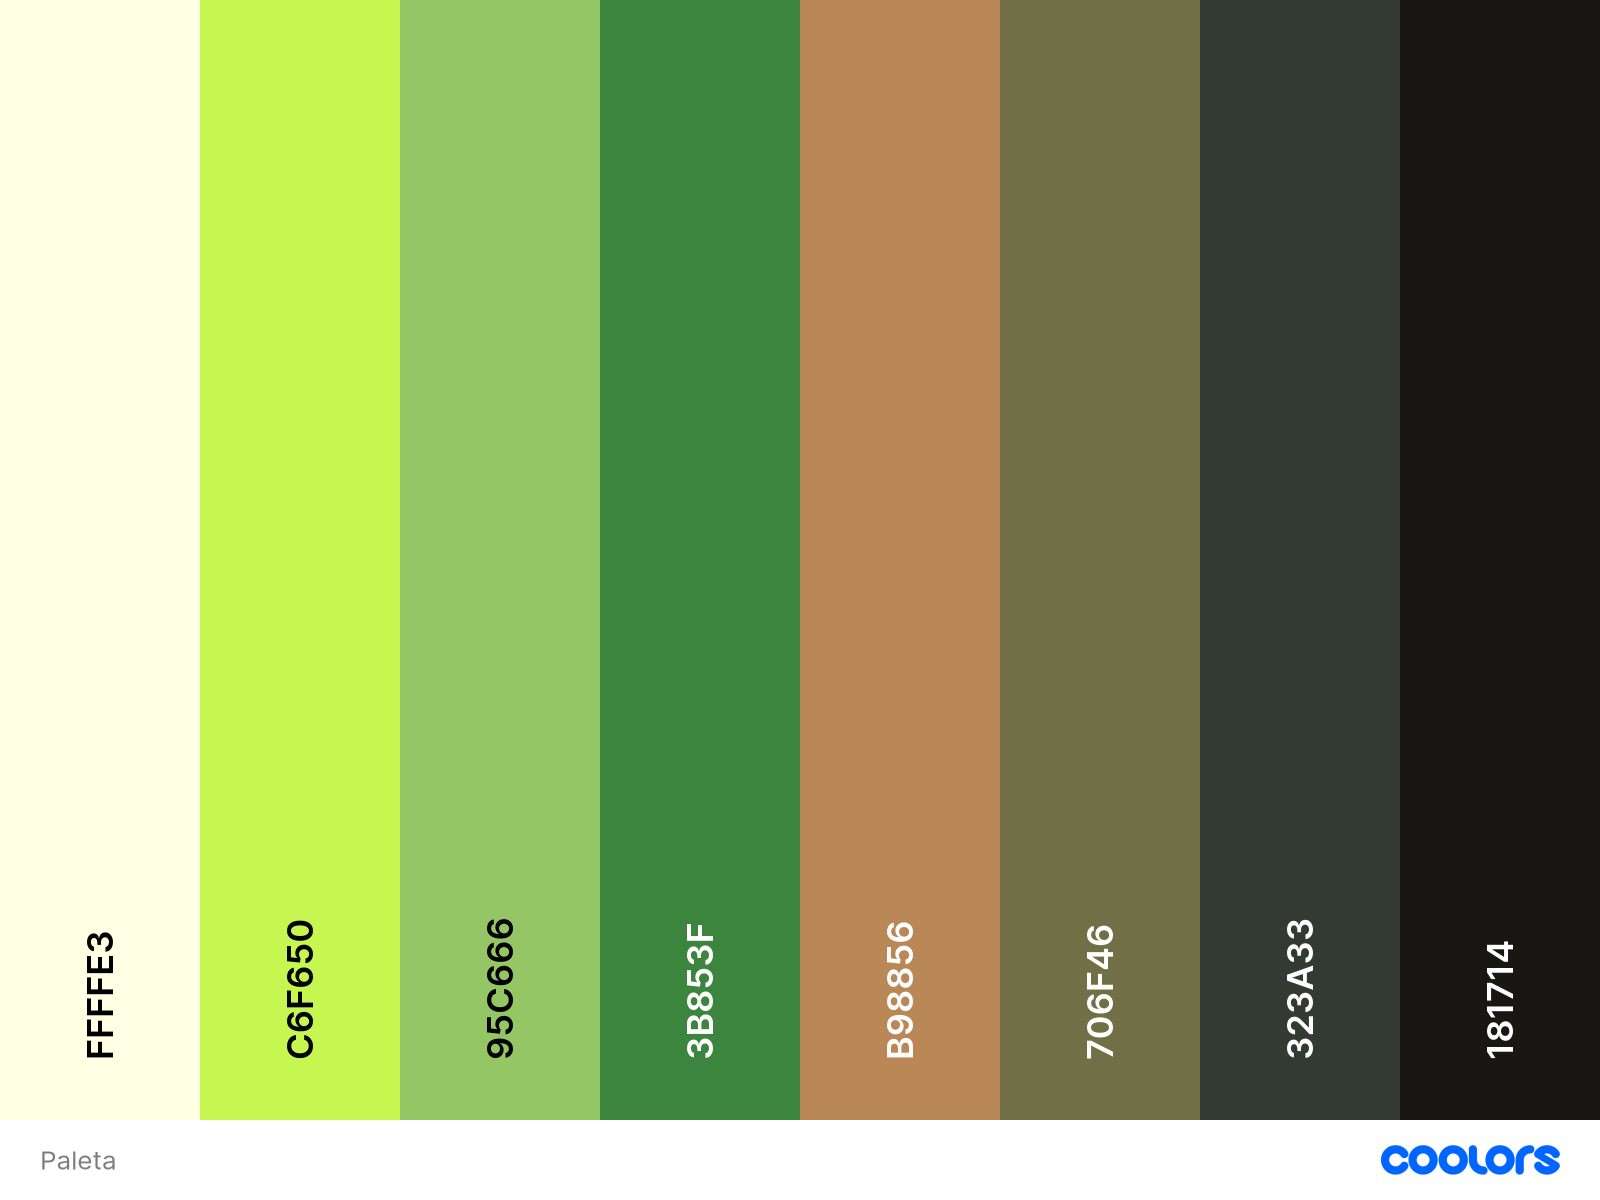 FFFFE3
C6F650
95C666
3B853F
B98856
706F46
323A33
181714
Paleta
coolors